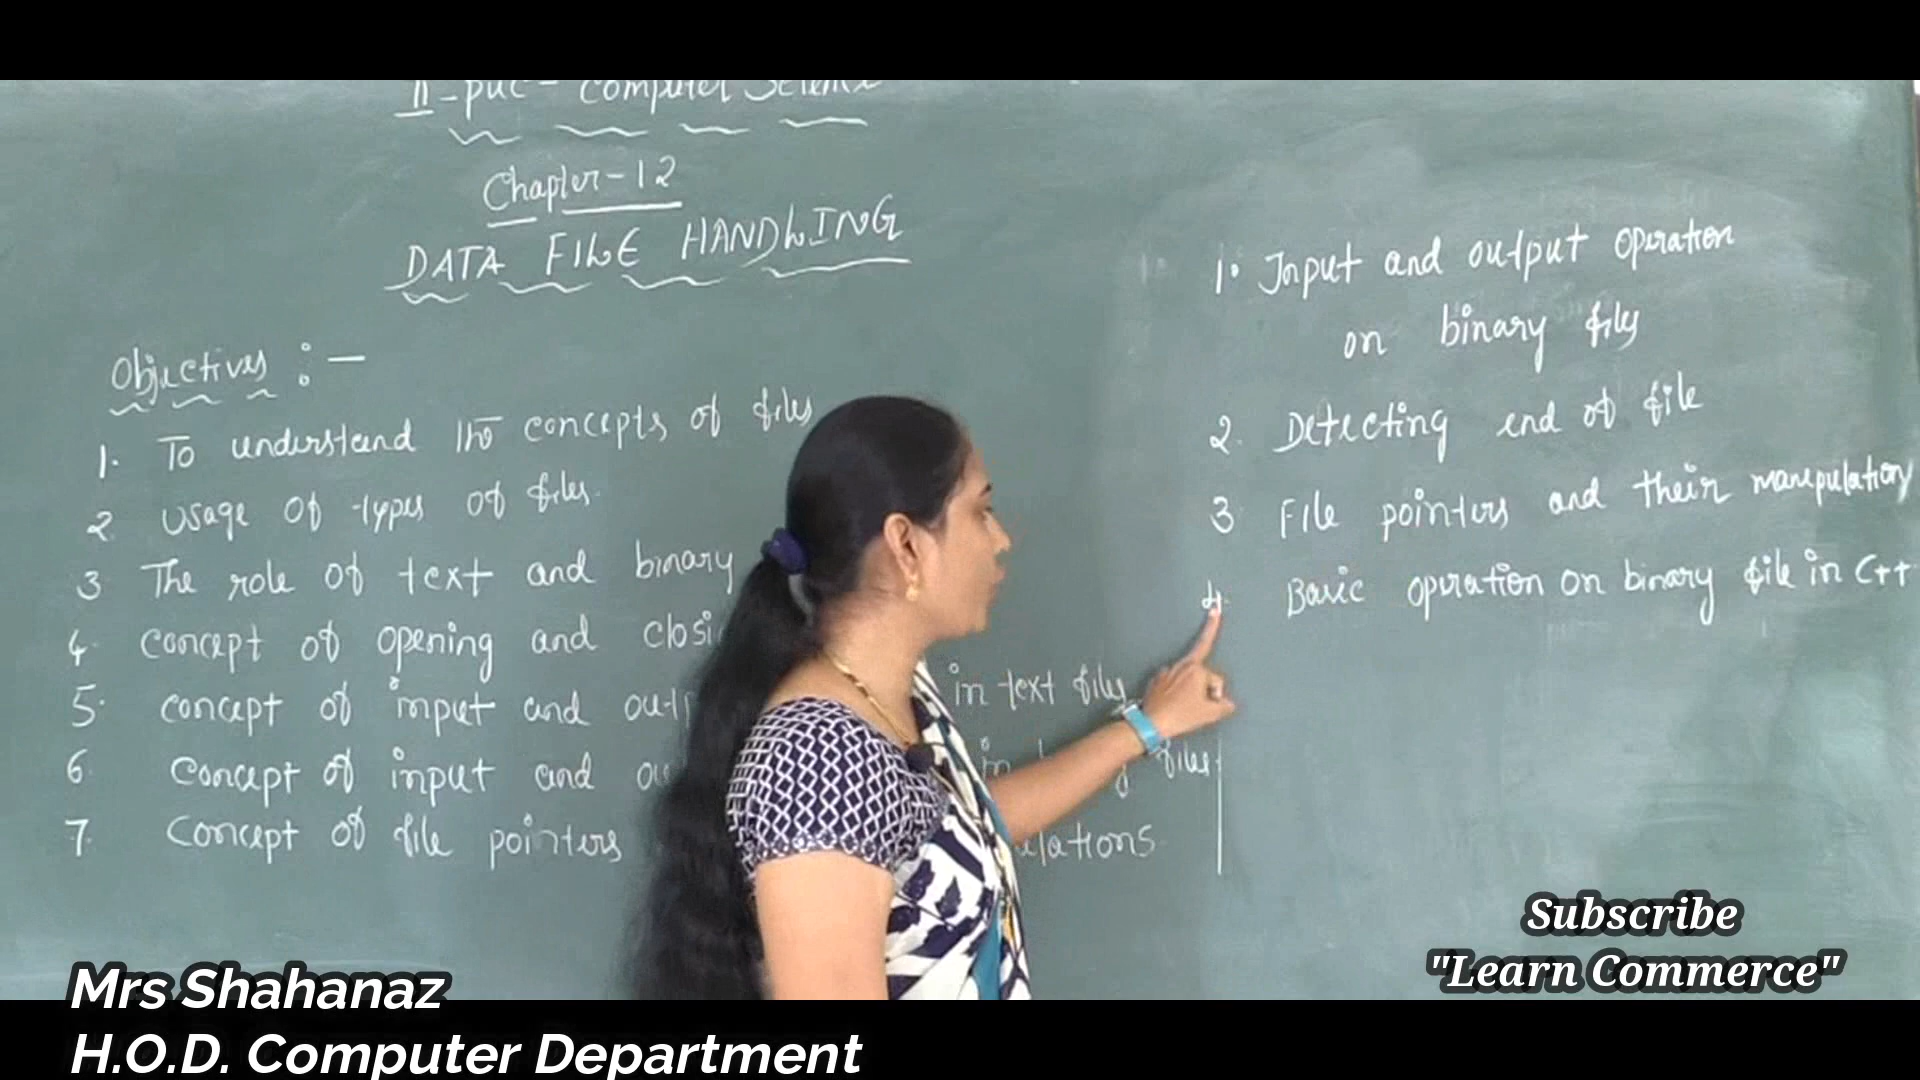 II - puc - Computer Science
Chapter-12
DATA FILE HANDLING
Objectives :-
1. To understand the concepts of files
2 usage of types of files.
3 The role of text and binary
4. concept of opening and
5. concept of input and in text files
6. concept of input and files.
7. Concept of file pointers
1. Input and output operation
on binary files
2. Detecting end of file
3 File pointers and their manipulation
4. Basic operation on binary file in C++
Subscribe
"Learn Commerce"
Mrs Shahanaz
H.O.D. Computer Department